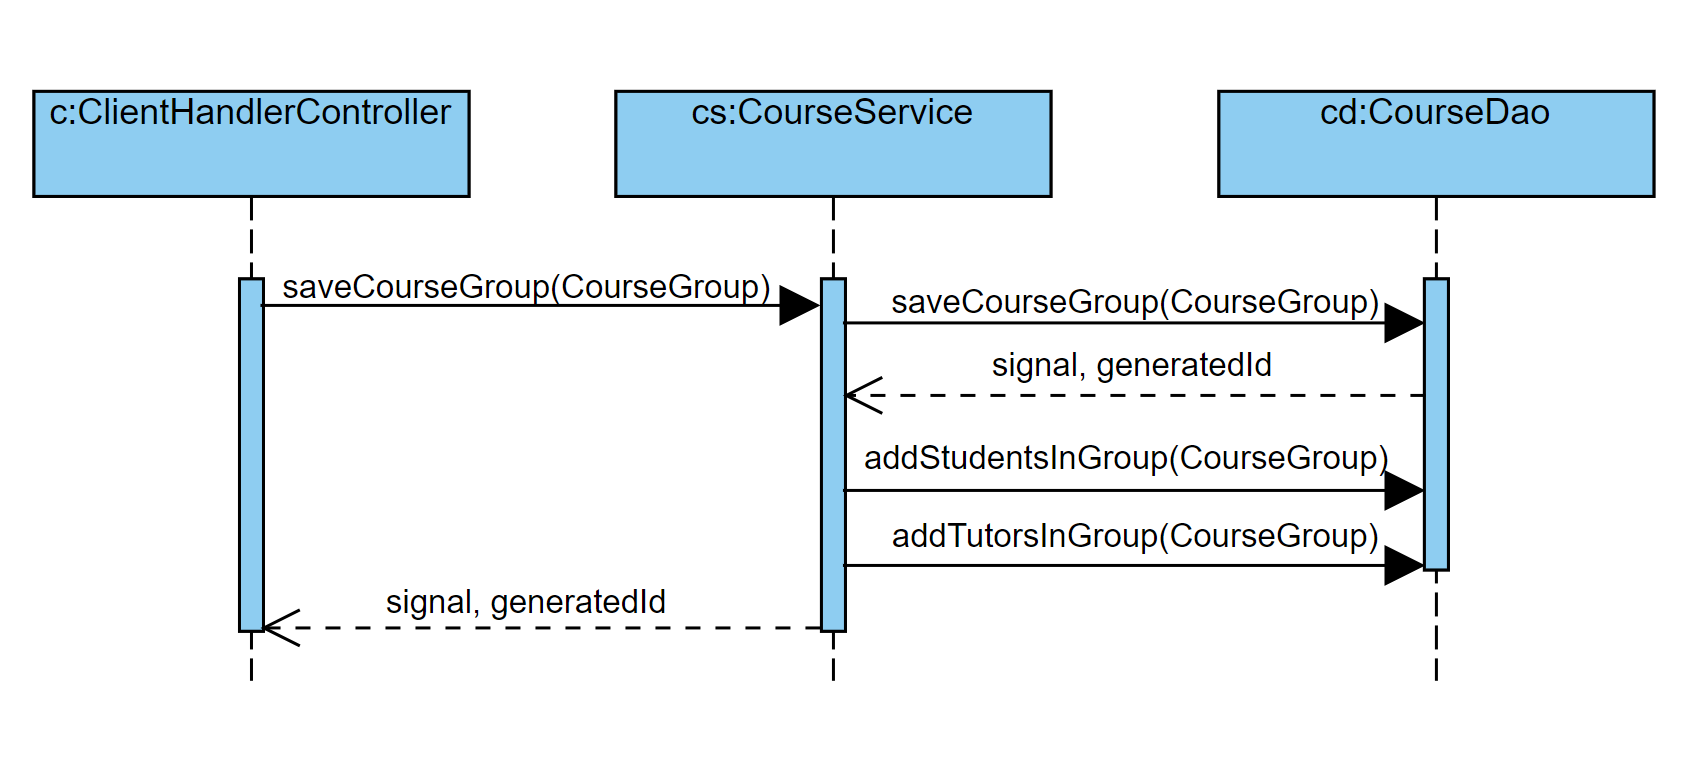 c:ClientHandlerController
cs:CourseService
cd:CourseDao
saveCourseGroup(CourseGroup)
saveCourseGroup(CourseGroup)
signal, generatedId
addStudentsInGroup(CourseGroup)
addTutorsInGroup(CourseGroup)
signal, generatedId